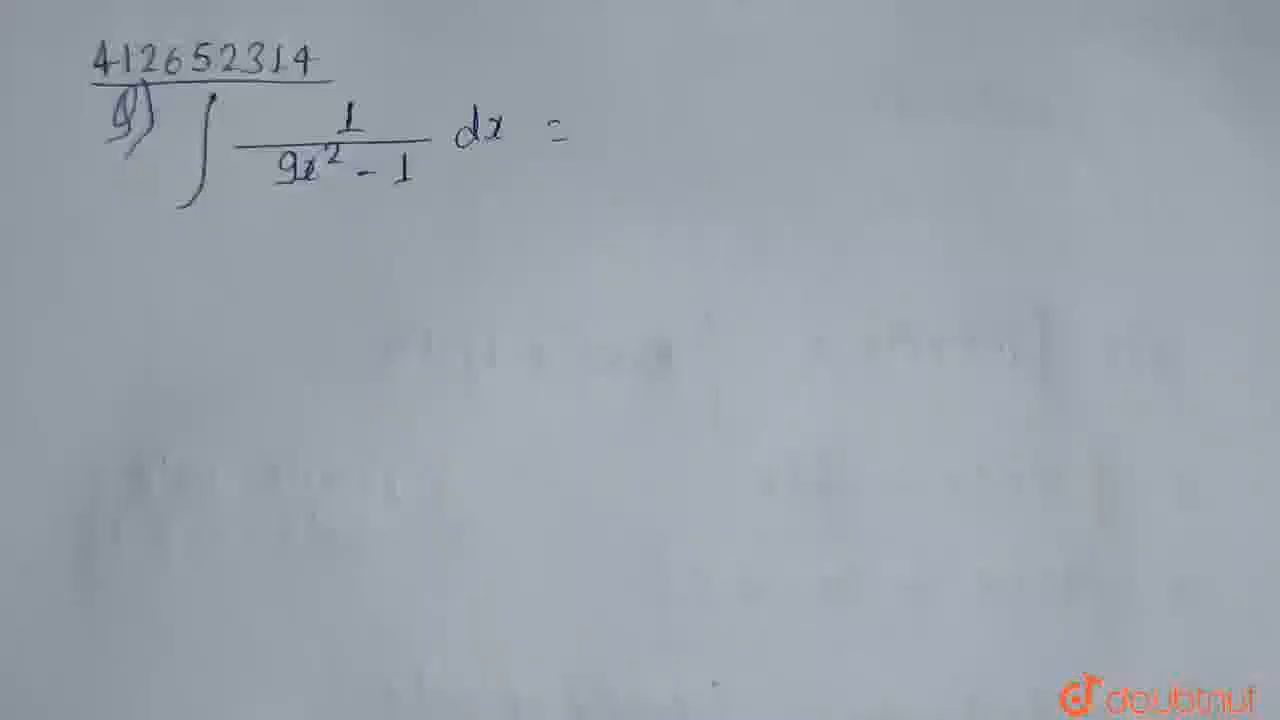 412652314
Q) ∫ 1/(9x² - 1) dx =
doubtnut